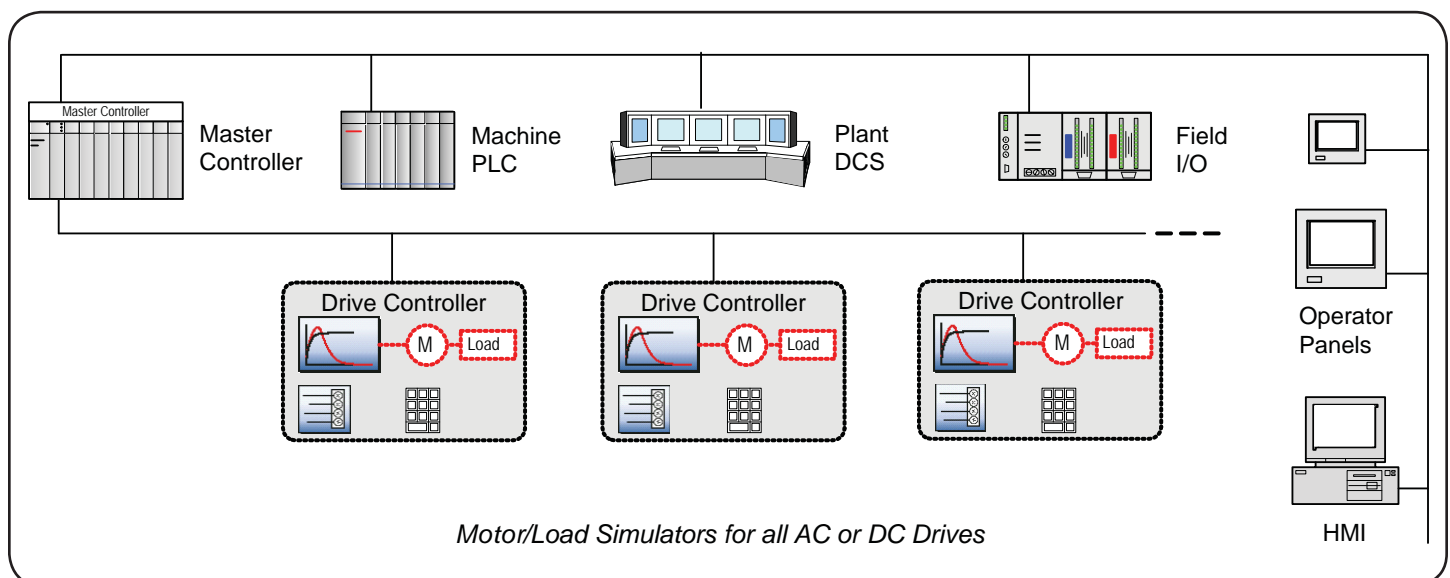 Master Controller
Master
Controller
Machine
PLC
Plant
DCS
Field
I/O
Operator
Panels
HMI
Drive Controller
M
Load
Drive Controller
M
Load
Drive Controller
M
Load
Motor/Load Simulators for all AC or DC Drives